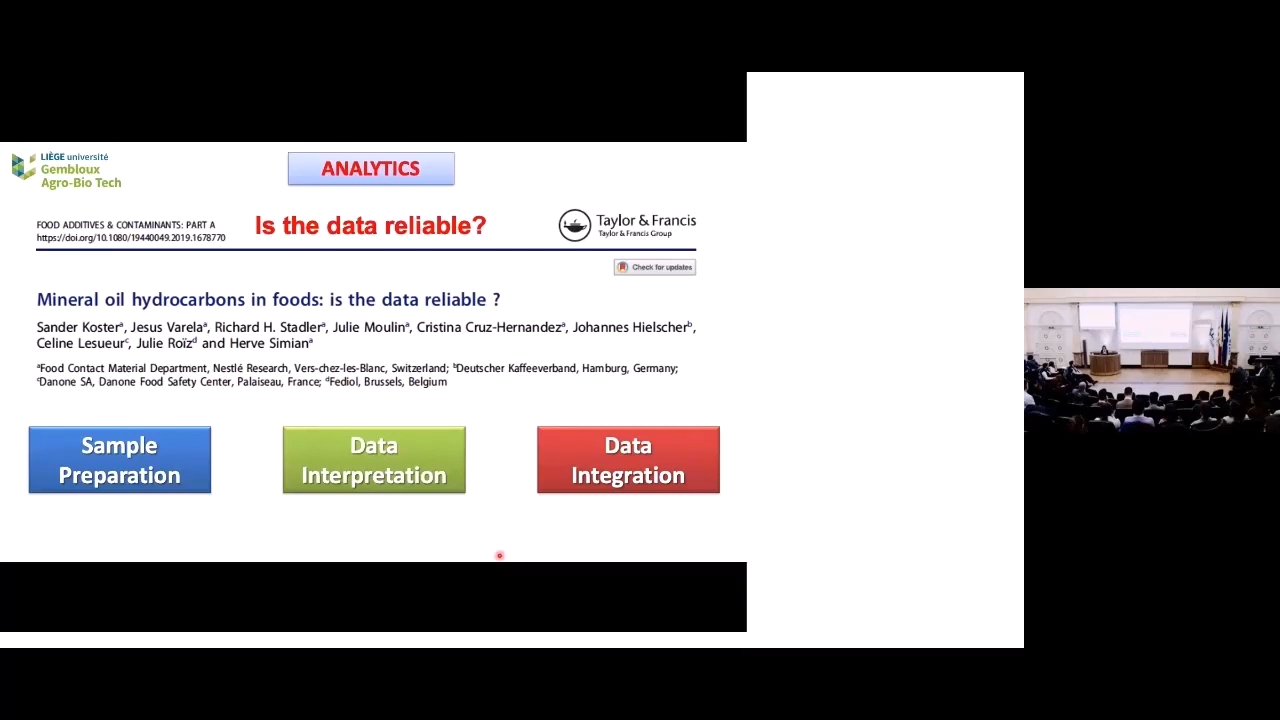 LIÈGE université
Gembloux
Agro-Bio Tech
ANALYTICS
FOOD ADDITIVES & CONTAMINANTS: PART A
https://doi.org/10.1080/19440049.2019.1678770
Is the data reliable?
Taylor & Francis
Taylor & Francis Group
Check for updates
Mineral oil hydrocarbons in foods: is the data reliable ?
Sander Kosterᵃ, Jesus Varelaᵃ, Richard H. Stadlerᵃ, Julie Moulinᵃ, Cristina Cruz-Hernandezᵃ, Johannes Hielscherᵇ,
Celine Lesueurᶜ, Julie Roïzᵈ and Herve Simianᵃ
ᵃFood Contact Material Department, Nestlé Research, Vers-chez-les-Blanc, Switzerland; ᵇDeutscher Kaffeeverband, Hamburg, Germany;
ᶜDanone SA, Danone Food Safety Center, Palaiseau, France; ᵈFediol, Brussels, Belgium
Sample
Preparation
Data
Interpretation
Data
Integration